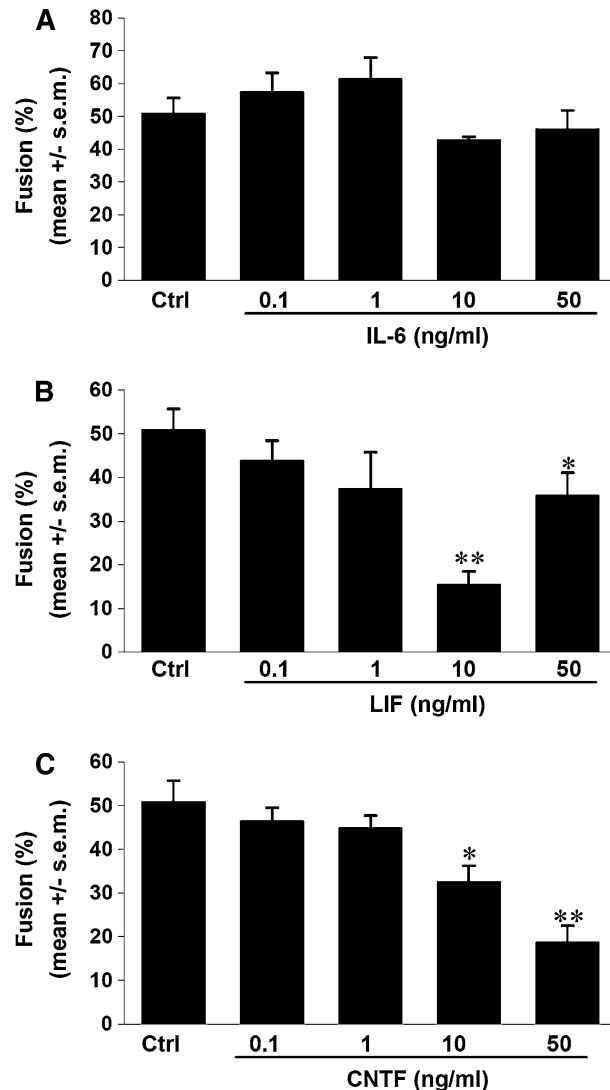 A
Fusion (%)
(mean +/- s.e.m.)
80
70
60
50
40
30
20
10
0
Ctrl 0.1 1 10 50
IL-6 (ng/ml)
B
Fusion (%)
(mean +/- s.e.m.)
60
50
40
30
20
10
0
** *
Ctrl 0.1 1 10 50
LIF (ng/ml)
C
Fusion (%)
(mean +/- s.e.m.)
60
50
40
30
20
10
0
* **
Ctrl 0.1 1 10 50
CNTF (ng/ml)